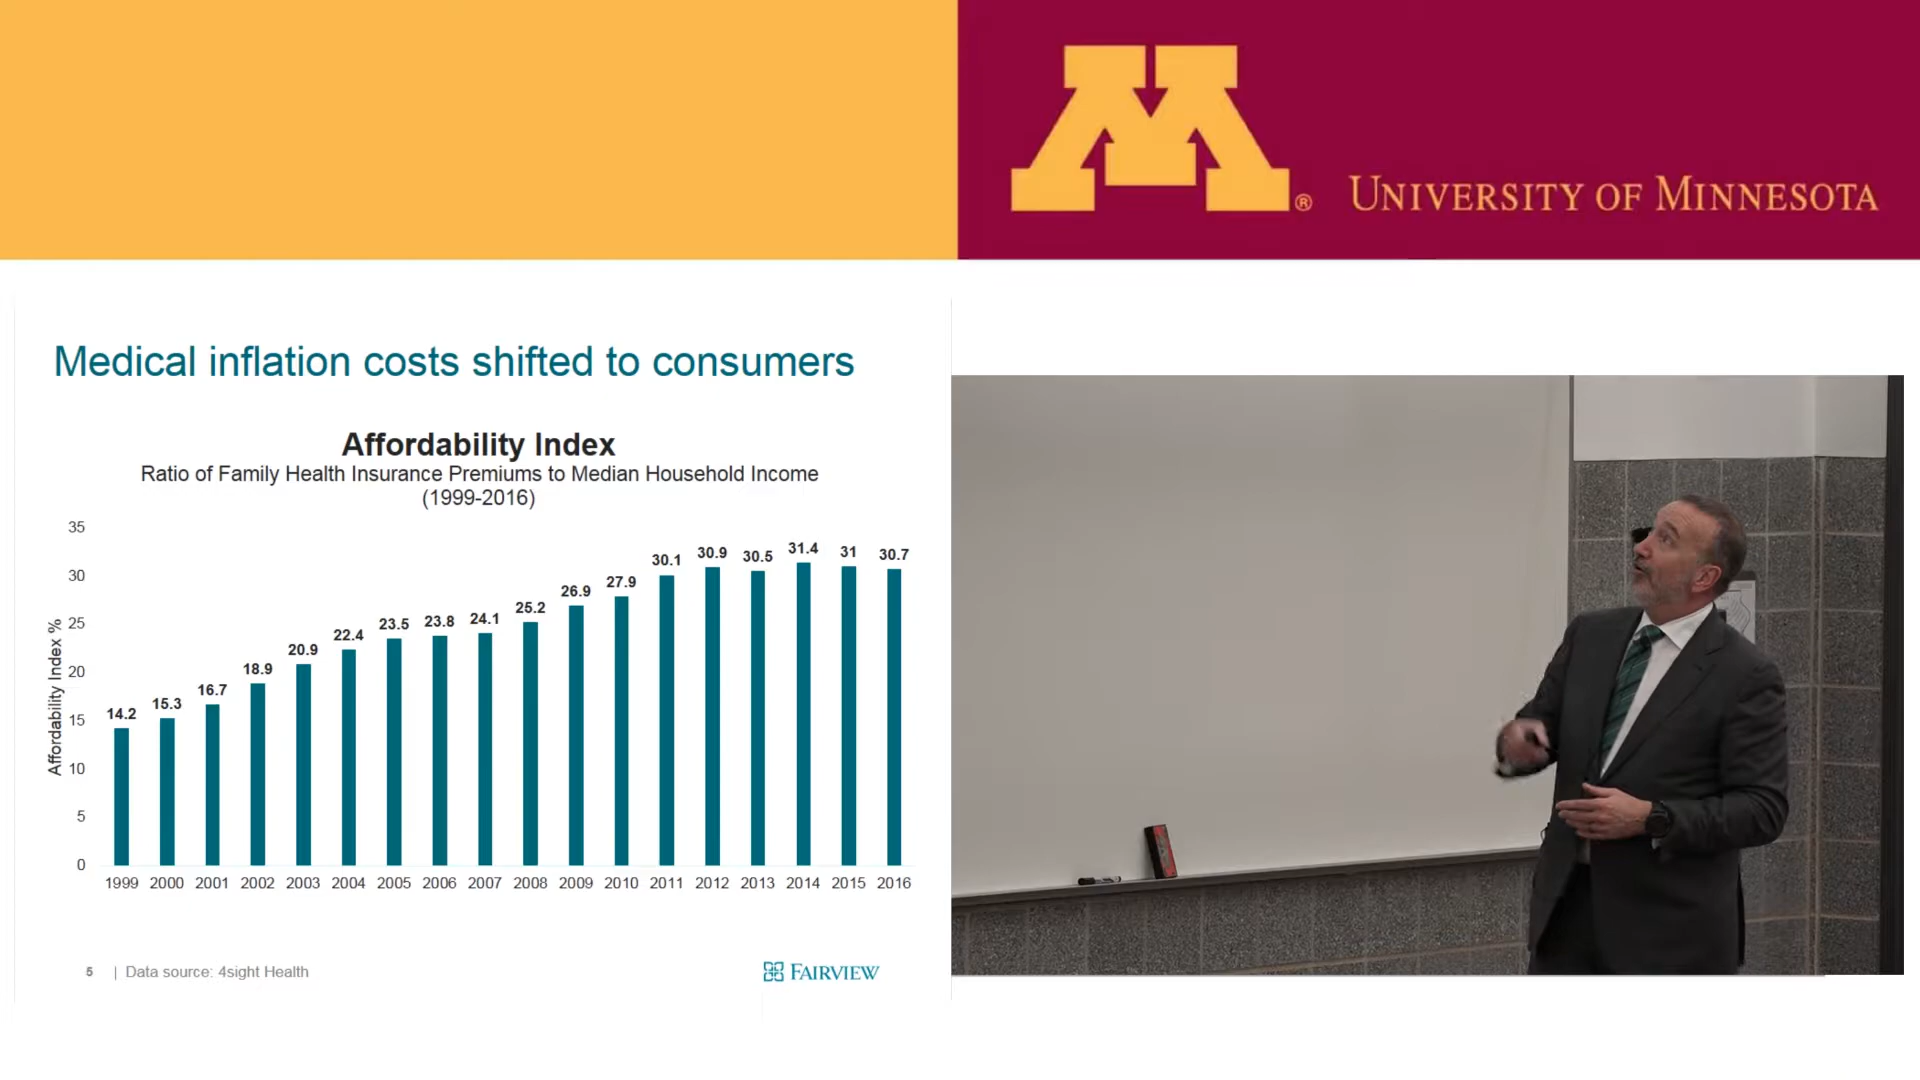 M®
UNIVERSITY OF MINNESOTA
Medical inflation costs shifted to consumers
Affordability Index
Ratio of Family Health Insurance Premiums to Median Household Income
(1999-2016)
Affordability Index %
35
30
25
20
15
10
5
0
14.2 15.3 16.7 18.9 20.9 22.4 23.5 23.8 24.1 25.2 26.9 27.9 30.1 30.9 30.5 31.4 31 30.7
1999 2000 2001 2002 2003 2004 2005 2006 2007 2008 2009 2010 2011 2012 2013 2014 2015 2016
5 | Data source: 4sight Health
FAIRVIEW